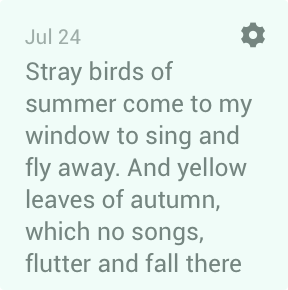 Jul 24
Stray birds of
summer come to my
window to sing and
fly away. And yellow
leaves of autumn,
which no songs,
flutter and fall there